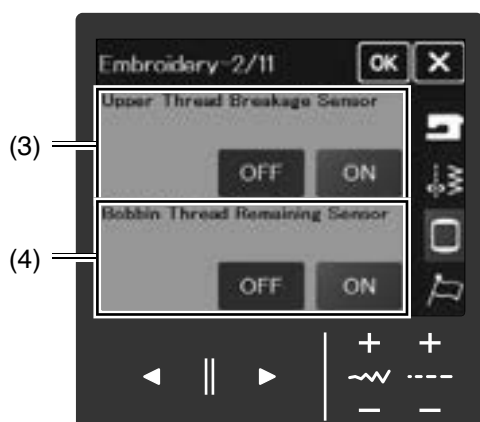 Embroidery-2/11 OK X
(3)
Upper Thread Breakage Sensor
OFF ON
(4)
Bobbin Thread Remaining Sensor
OFF ON
+ +
− −